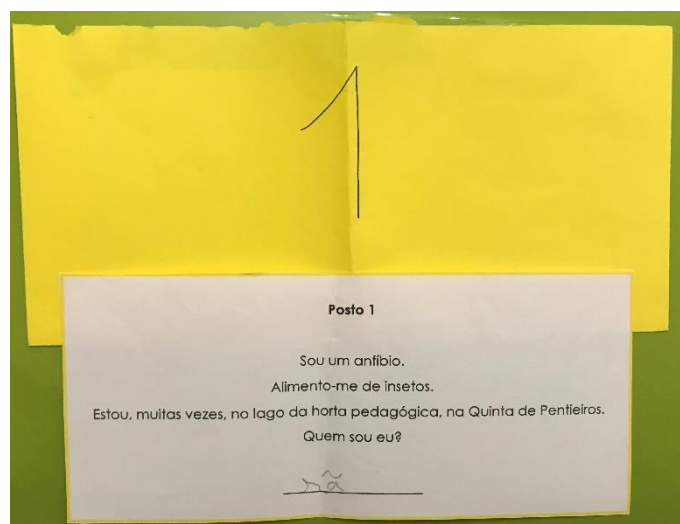 1
Posto 1
Sou um anfíbio.
Alimento-me de insetos.
Estou, muitas vezes, no lago da horta pedagógica, na Quinta de Pentieiros.
Quem sou eu?
rã